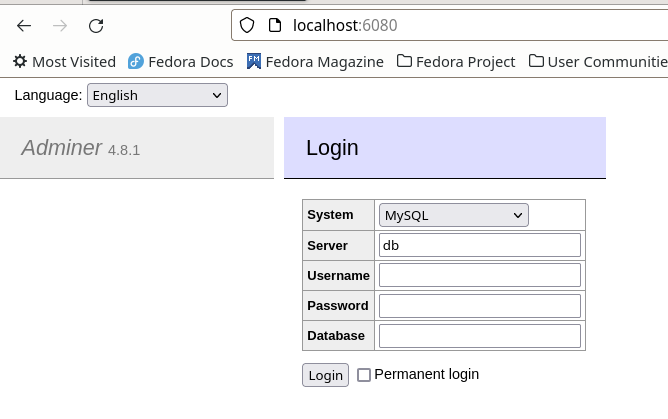 localhost:6080
Most Visited Fedora Docs FM Fedora Magazine Fedora Project User Communitie
Language: English
Adminer 4.8.1
Login
System MySQL
Server db
Username
Password
Database
Login Permanent login